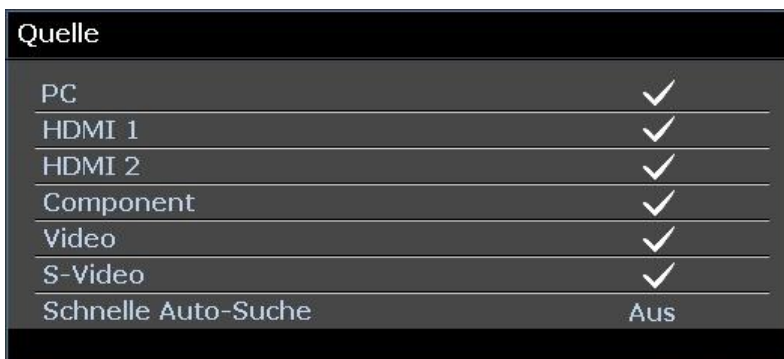 Quelle
PC ✓
HDMI 1 ✓
HDMI 2 ✓
Component ✓
Video ✓
S-Video ✓
Schnelle Auto-Suche Aus